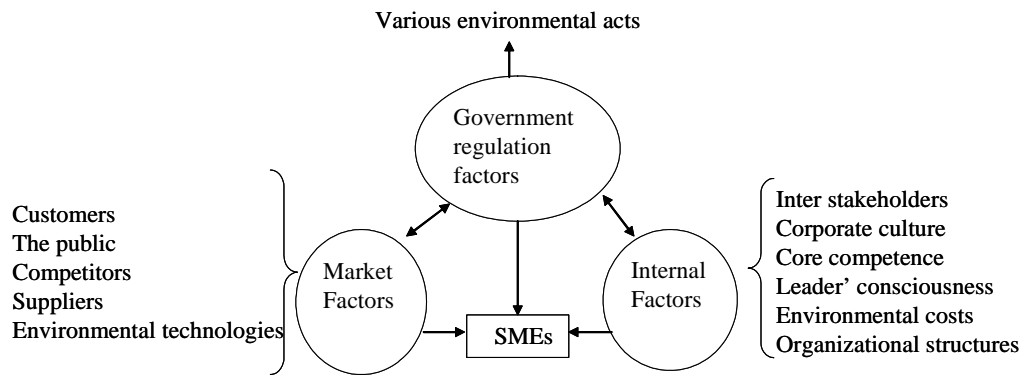 Various environmental acts
Government
regulation
factors
Customers
The public
Competitors
Suppliers
Environmental technologies
Market
Factors
SMEs
Internal
Factors
Inter stakeholders
Corporate culture
Core competence
Leader' consciousness
Environmental costs
Organizational structures